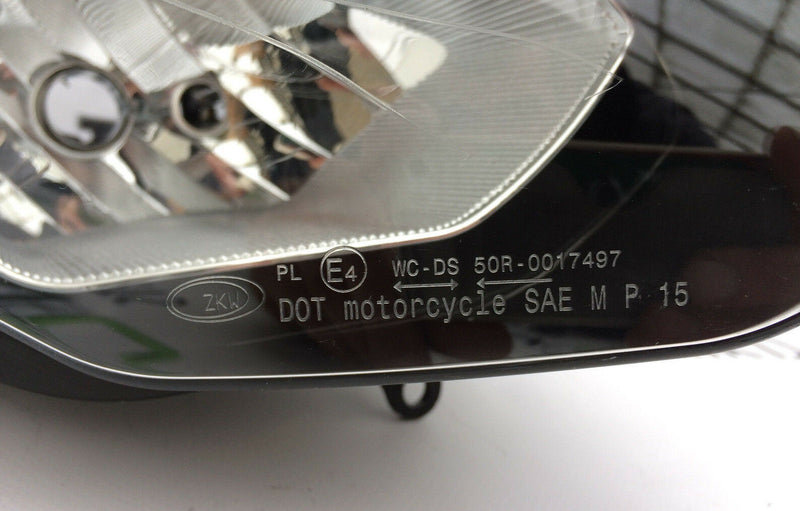 PL E4 WC-DS 50R-0017497
ZKW DOT motorcycle SAE M P 15